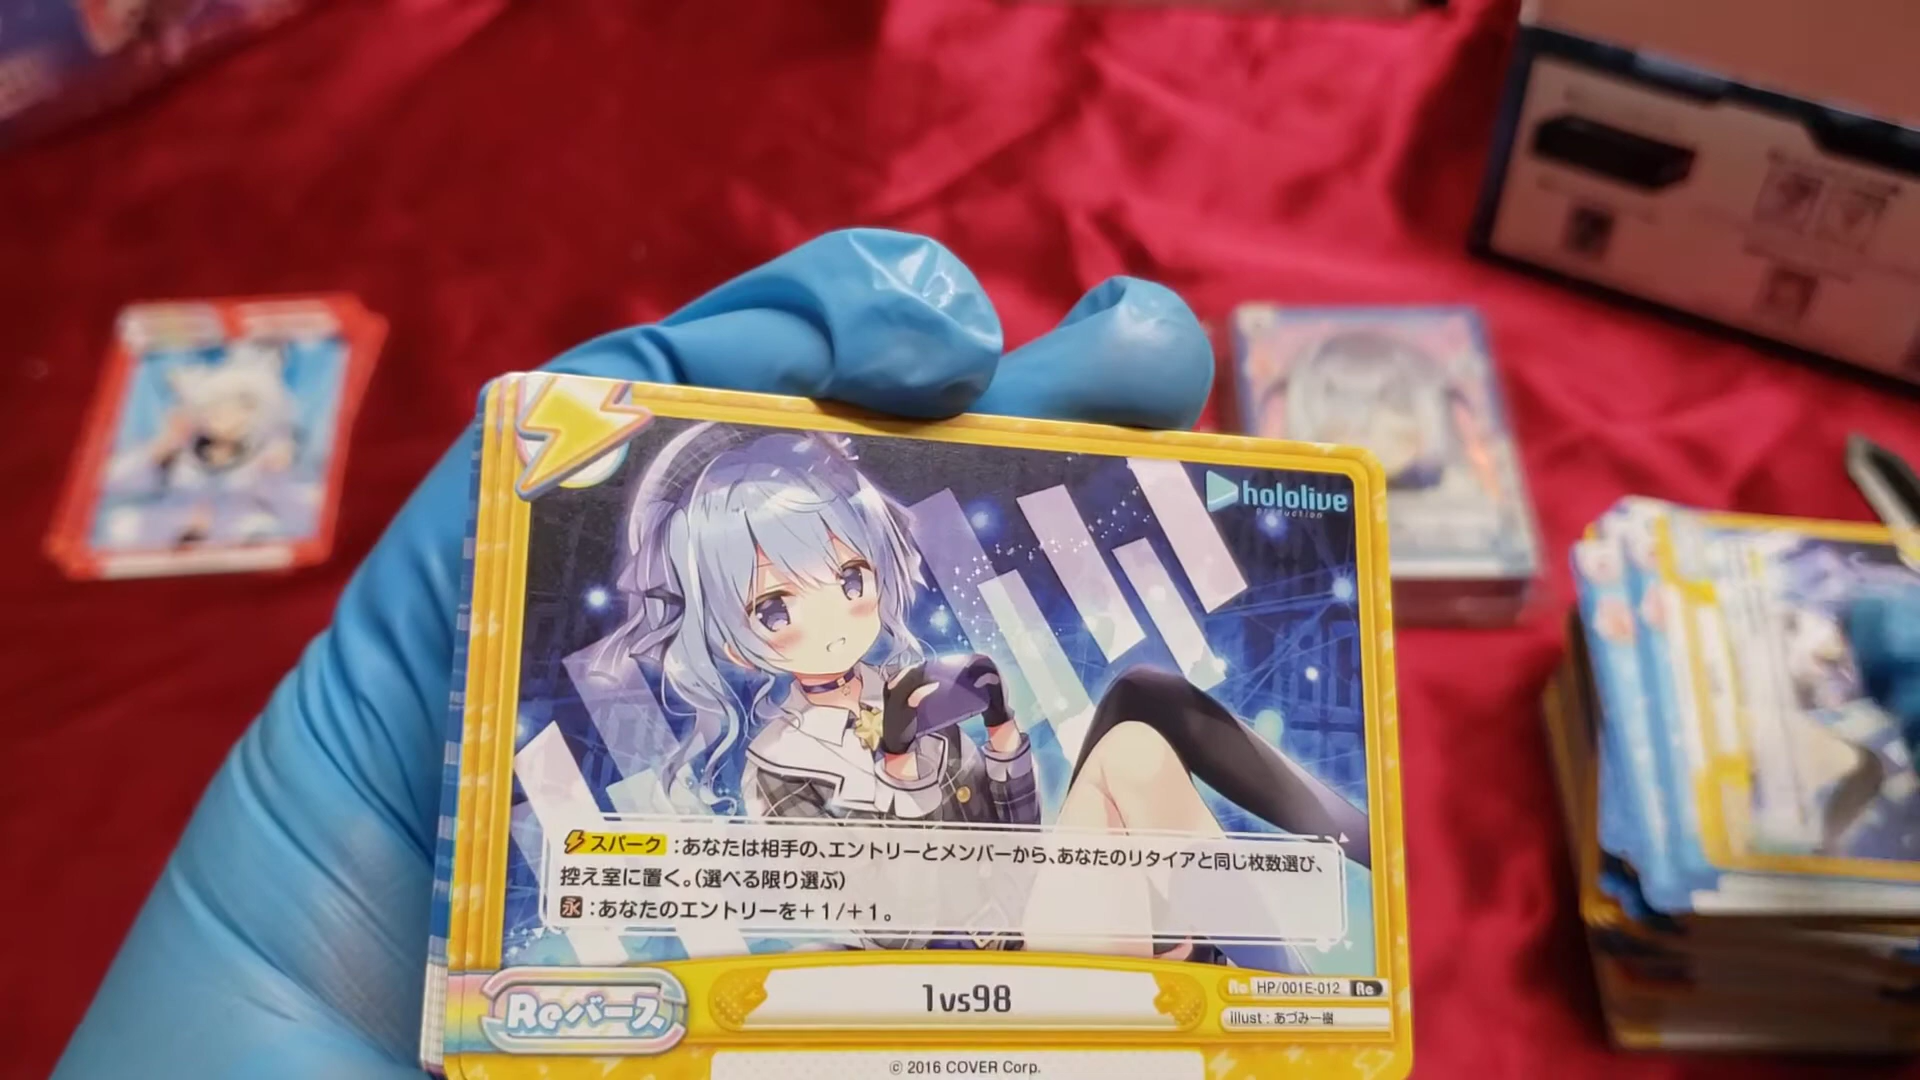 hololive
production
スパーク：あなたは相手の、エントリーとメンバーから、あなたのリタイアと同じ枚数選び、
控え室に置く。(選べる限り選ぶ)
永：あなたのエントリーを＋1/＋1。
Reバース
1vs98
Re HP/001E-012 Re
illust：あづみ一樹
© 2016 COVER Corp.